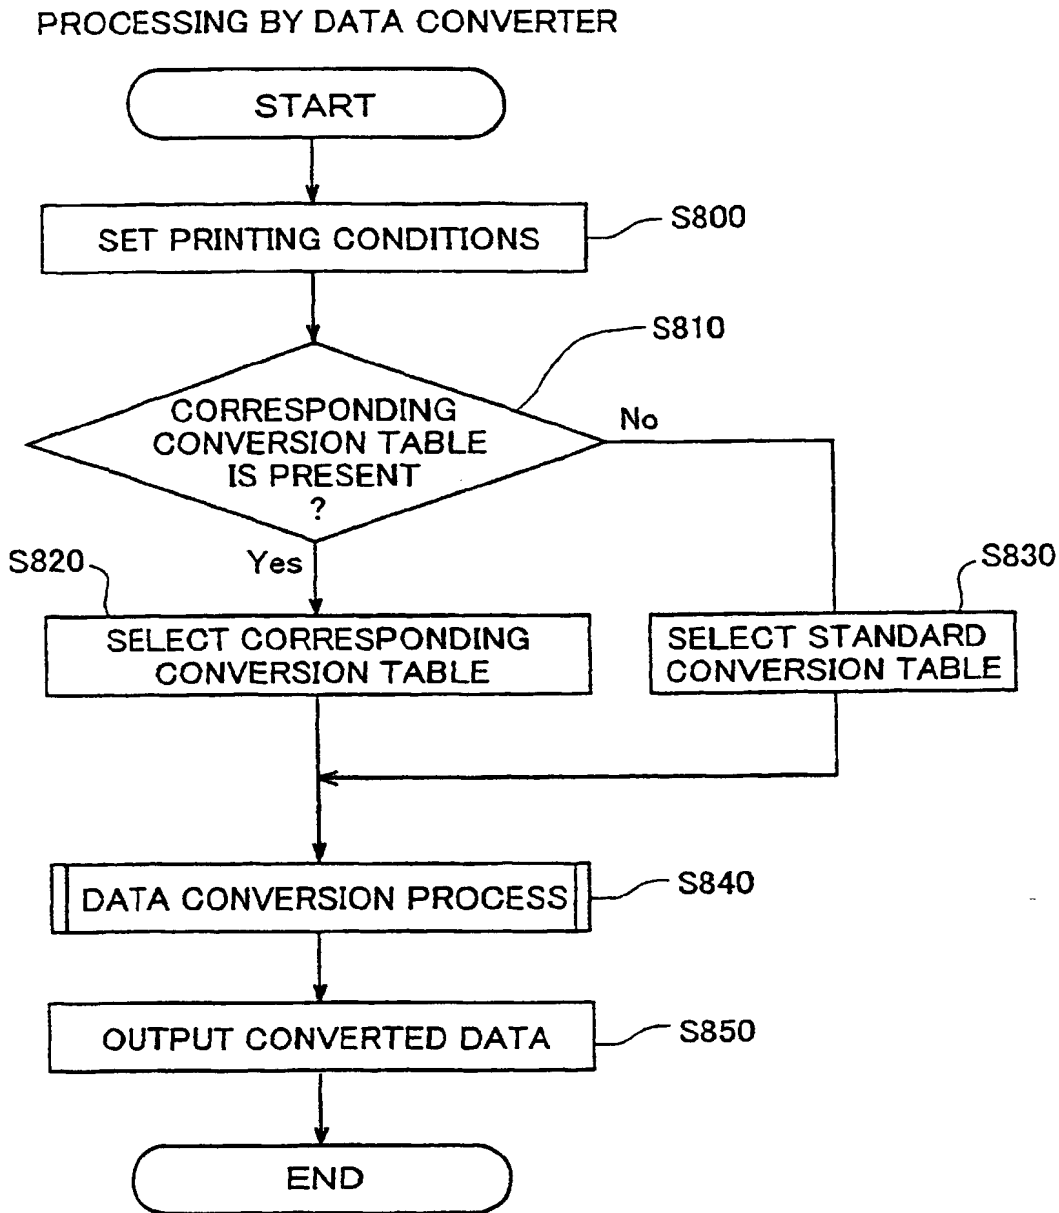 PROCESSING BY DATA CONVERTER
START
SET PRINTING CONDITIONS
S800
S810
CORRESPONDING
CONVERSION TABLE
IS PRESENT
?
No
Yes
S820
SELECT CORRESPONDING
CONVERSION TABLE
S830
SELECT STANDARD
CONVERSION TABLE
DATA CONVERSION PROCESS
S840
OUTPUT CONVERTED DATA
S850
END